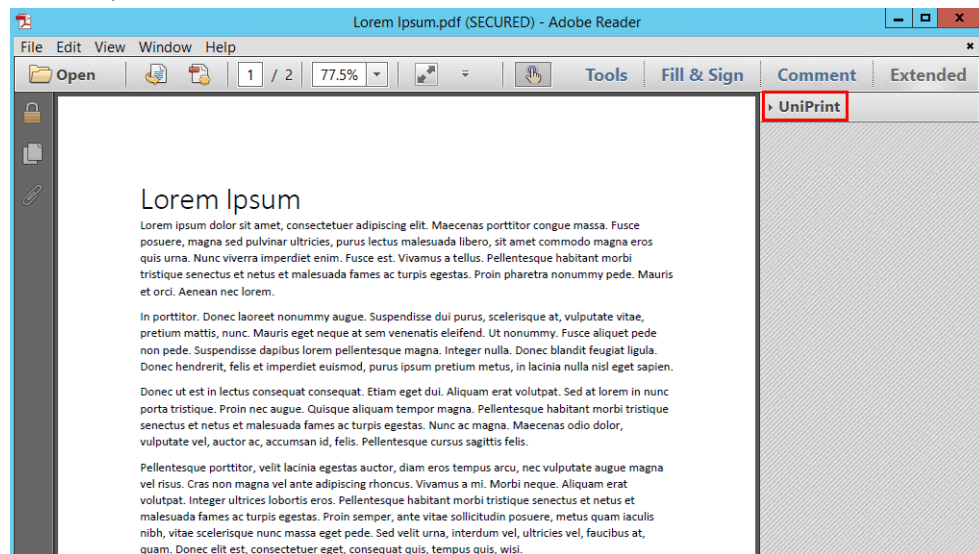 Lorem Ipsum.pdf (SECURED) - Adobe Reader
File Edit View Window Help
Open 1 / 2 77.5% Tools Fill & Sign Comment Extended
UniPrint
Lorem Ipsum
Lorem ipsum dolor sit amet, consectetuer adipiscing elit. Maecenas porttitor congue massa. Fusce
posuere, magna sed pulvinar ultricies, purus lectus malesuada libero, sit amet commodo magna eros
quis urna. Nunc viverra imperdiet enim. Fusce est. Vivamus a tellus. Pellentesque habitant morbi
tristique senectus et netus et malesuada fames ac turpis egestas. Proin pharetra nonummy pede. Mauris
et orci. Aenean nec lorem.
In porttitor. Donec laoreet nonummy augue. Suspendisse dui purus, scelerisque at, vulputate vitae,
pretium mattis, nunc. Mauris eget neque at sem venenatis eleifend. Ut nonummy. Fusce aliquet pede
non pede. Suspendisse dapibus lorem pellentesque magna. Integer nulla. Donec blandit feugiat ligula.
Donec hendrerit, felis et imperdiet euismod, purus ipsum pretium metus, in lacinia nulla nisl eget sapien.
Donec ut est in lectus consequat consequat. Etiam eget dui. Aliquam erat volutpat. Sed at lorem in nunc
porta tristique. Proin nec augue. Quisque aliquam tempor magna. Pellentesque habitant morbi tristique
senectus et netus et malesuada fames ac turpis egestas. Nunc ac magna. Maecenas odio dolor,
vulputate vel, auctor ac, accumsan id, felis. Pellentesque cursus sagittis felis.
Pellentesque porttitor, velit lacinia egestas auctor, diam eros tempus arcu, nec vulputate augue magna
vel risus. Cras non magna vel ante adipiscing rhoncus. Vivamus a mi. Morbi neque. Aliquam erat
volutpat. Integer ultrices lobortis eros. Pellentesque habitant morbi tristique senectus et netus et
malesuada fames ac turpis egestas. Proin semper, ante vitae sollicitudin posuere, metus quam iaculis
nibh, vitae scelerisque nunc massa eget pede. Sed velit urna, interdum vel, ultricies vel, faucibus at,
quam. Donec elit est, consectetuer eget, consequat quis, tempus quis, wisi.